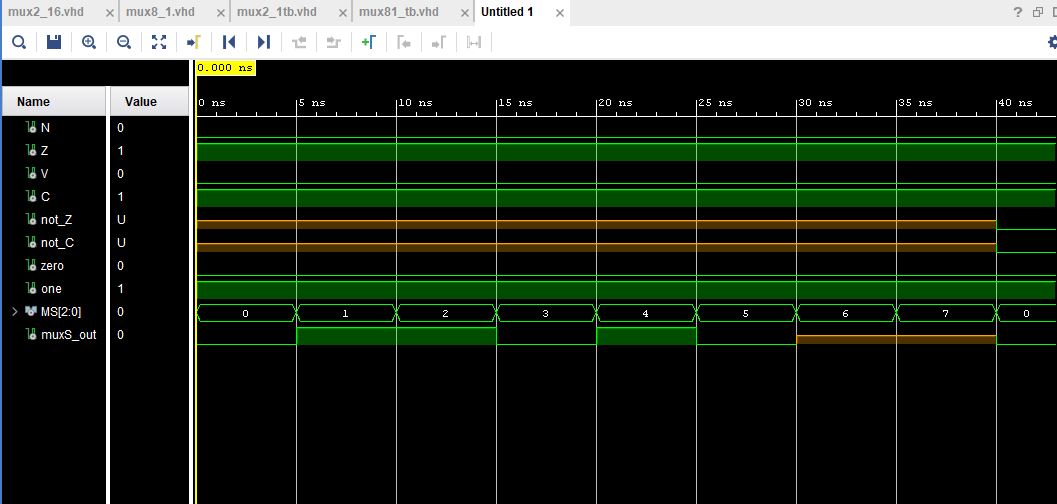 mux2_16.vhd × mux8_1.vhd × mux2_1tb.vhd × mux81_tb.vhd × Untitled 1 × ?
0.000 ns
Name Value 0 ns 5 ns 10 ns 15 ns 20 ns 25 ns 30 ns 35 ns 40 ns
N 0
Z 1
V 0
C 1
not_Z U
not_C U
zero 0
one 1
MS[2:0] 0 0 1 2 3 4 5 6 7 0
muxS_out 0